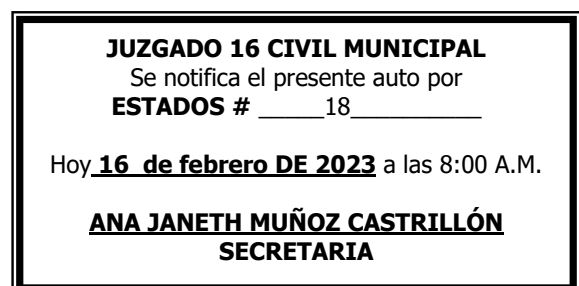 JUZGADO 16 CIVIL MUNICIPAL
Se notifica el presente auto por
ESTADOS # _____18__________
Hoy 16 de febrero DE 2023 a las 8:00 A.M.
ANA JANETH MUÑOZ CASTRILLÓN
SECRETARIA